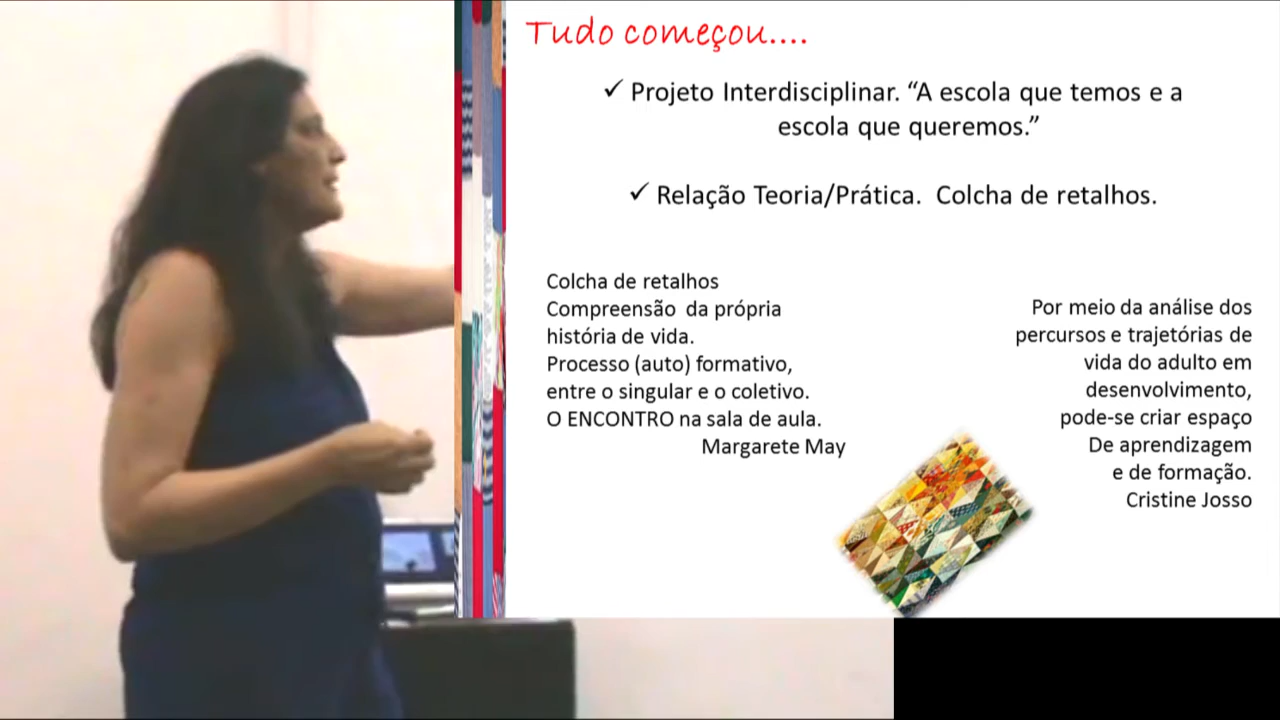 Tudo começou....
✓ Projeto Interdisciplinar. “A escola que temos e a
escola que queremos.”
✓ Relação Teoria/Prática.  Colcha de retalhos.
Colcha de retalhos
Compreensão  da própria
história de vida.
Processo (auto) formativo,
entre o singular e o coletivo.
O ENCONTRO na sala de aula.
Margarete May
Por meio da análise dos
percursos e trajetórias de
vida do adulto em
desenvolvimento,
pode-se criar espaço
De aprendizagem
e de formação.
Cristine Josso